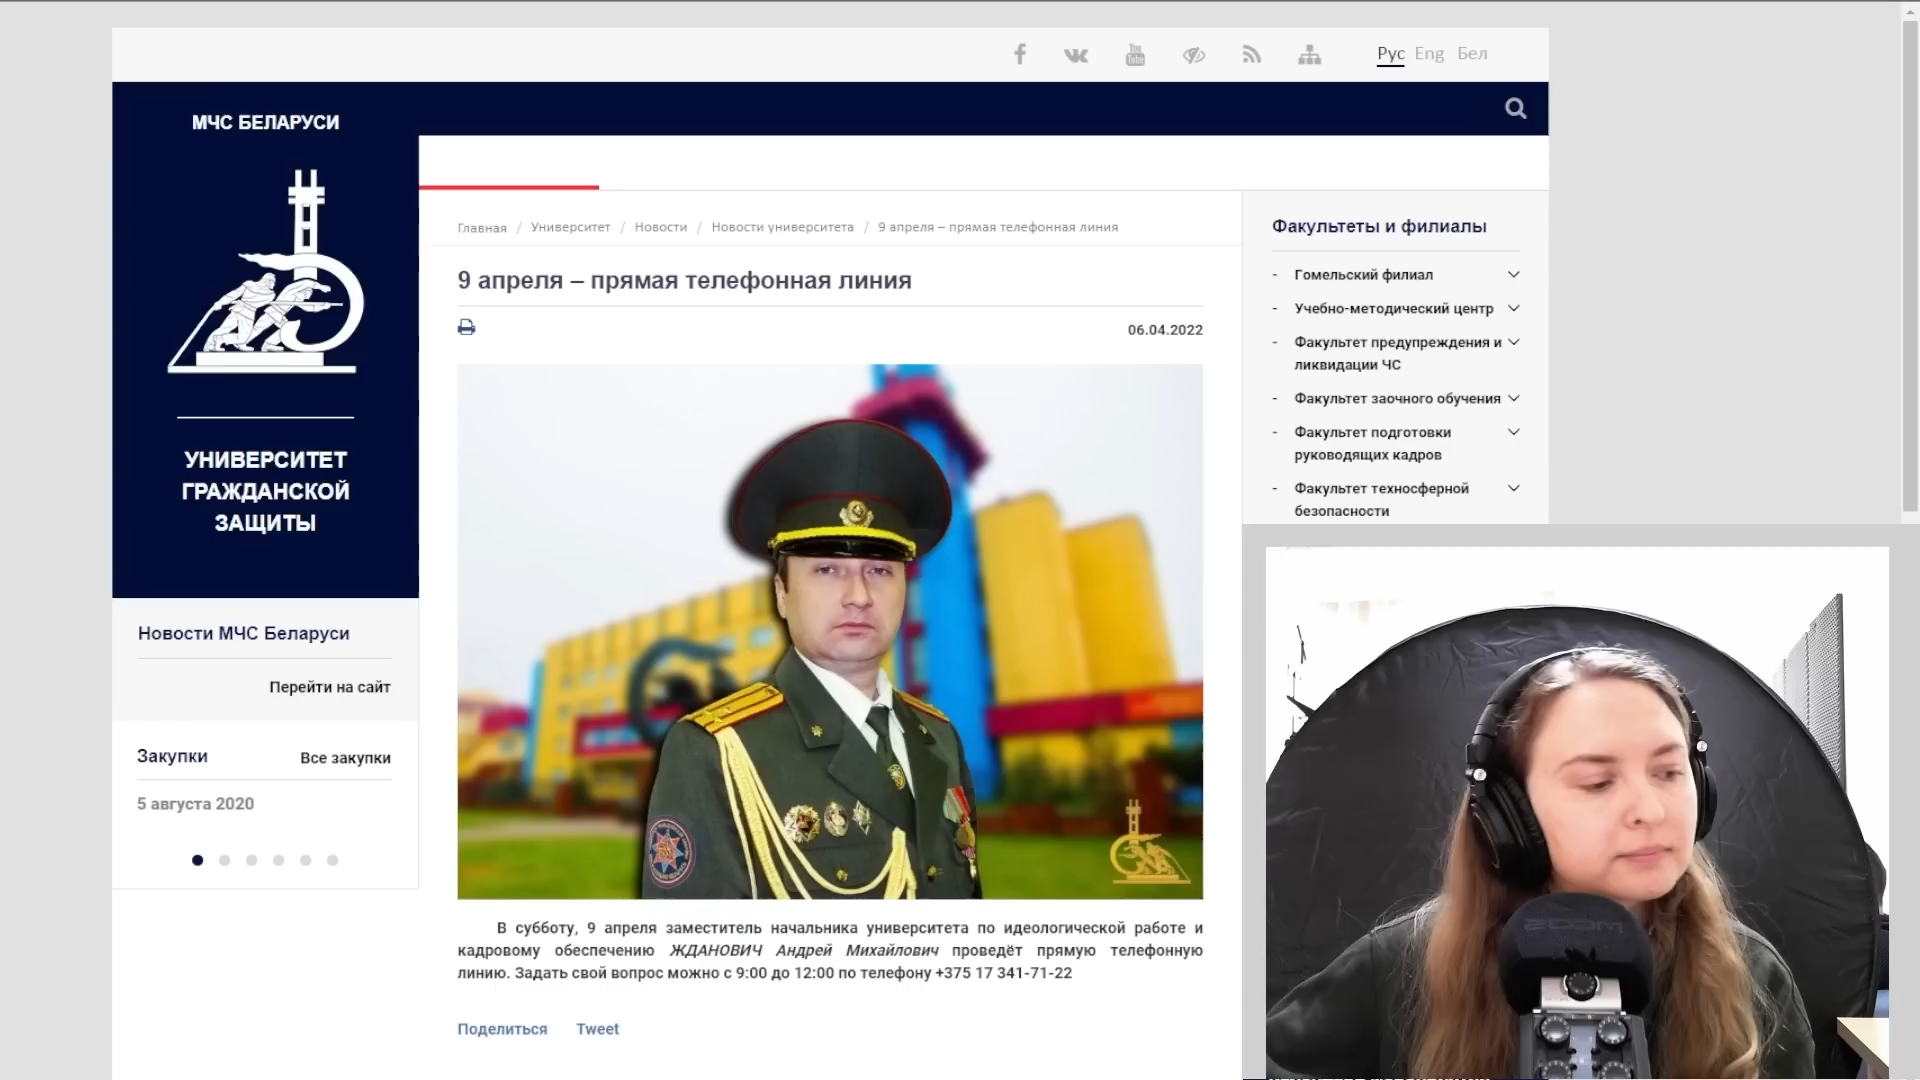 Рус Eng Бел
МЧС БЕЛАРУСИ
УНИВЕРСИТЕТ
ГРАЖДАНСКОЙ
ЗАЩИТЫ
Новости МЧС Беларуси
Перейти на сайт
Закупки
Все закупки
5 августа 2020
Главная / Университет / Новости / Новости университета / 9 апреля – прямая телефонная линия
9 апреля – прямая телефонная линия
06.04.2022
В субботу, 9 апреля заместитель начальника университета по идеологической работе и
кадровому обеспечению ЖДАНОВИЧ Андрей Михайлович проведёт прямую телефонную
линию. Задать свой вопрос можно с 9:00 до 12:00 по телефону +375 17 341-71-22
Поделиться Tweet
Факультеты и филиалы
- Гомельский филиал
- Учебно-методический центр
- Факультет предупреждения и
ликвидации ЧС
- Факультет заочного обучения
- Факультет подготовки
руководящих кадров
- Факультет техносферной
безопасности
ZOOM